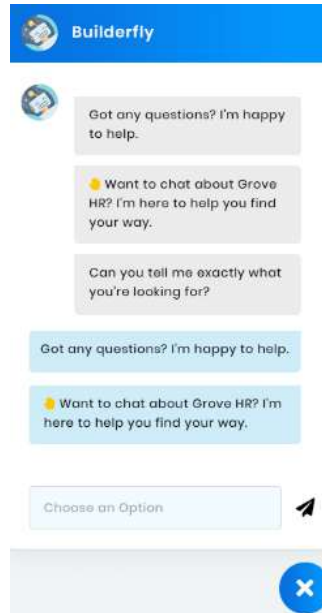 Builderfly
Got any questions? I'm happy
to help.
👋 Want to chat about Grove
HR? I'm here to help you find
your way.
Can you tell me exactly what
you're looking for?
Got any questions? I'm happy to help.
👋 Want to chat about Grove HR? I'm
here to help you find your way.
Choose an Option